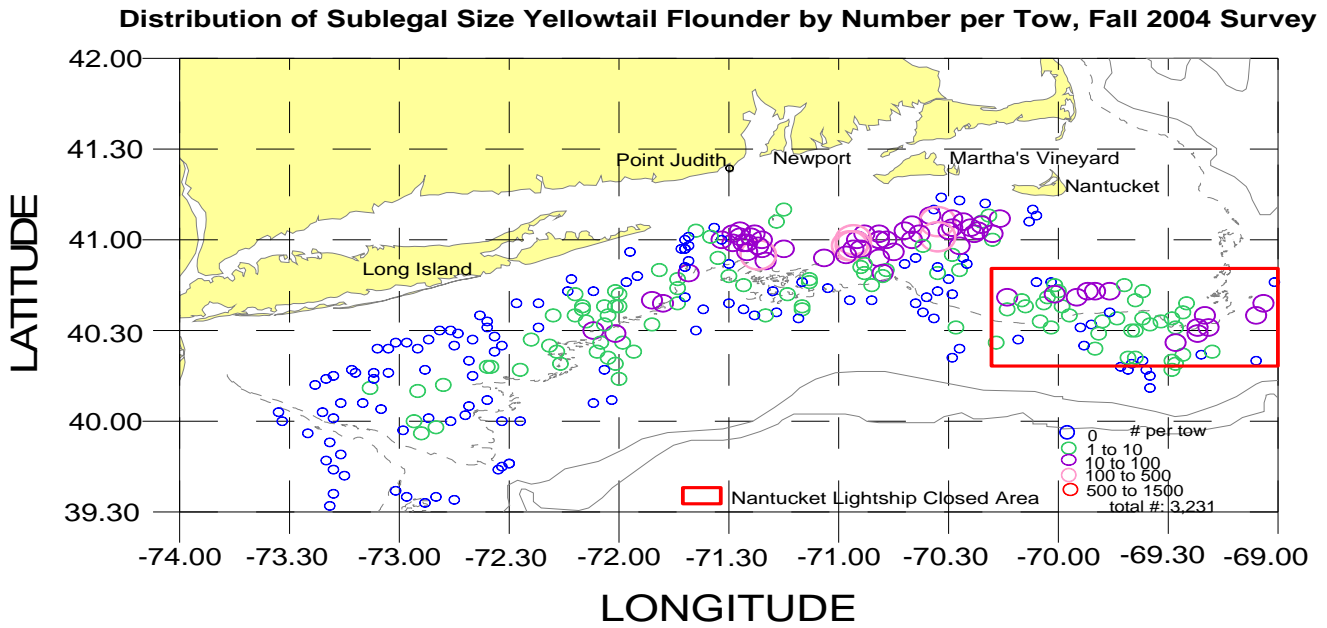 Distribution of Sublegal Size Yellowtail Flounder by Number per Tow, Fall 2004 Survey
42.00
41.30
Point Judith
Newport
Martha's Vineyard
Nantucket
LATITUDE
41.00
Long Island
40.30
40.00
# per tow
0
1 to 10
10 to 100
100 to 500
500 to 1500
total #: 3,231
Nantucket Lightship Closed Area
39.30
-74.00 -73.30 -73.00 -72.30 -72.00 -71.30 -71.00 -70.30 -70.00 -69.30 -69.00
LONGITUDE